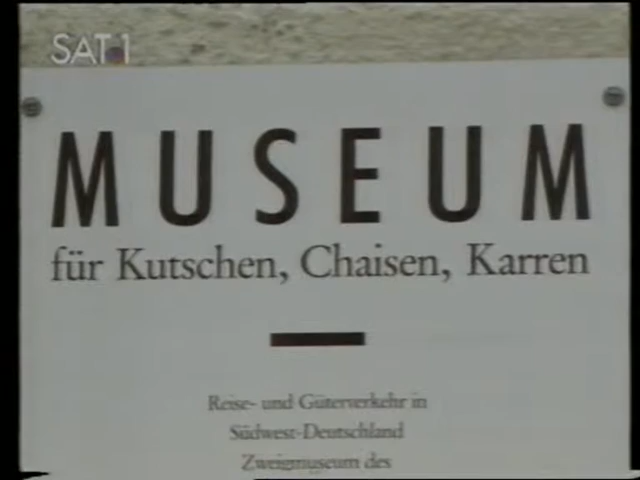 SAT.1
MUSEUM
für Kutschen, Chaisen, Karren
Reise- und Güterverkehr in
Südwest-Deutschland
Zweigmuseum des